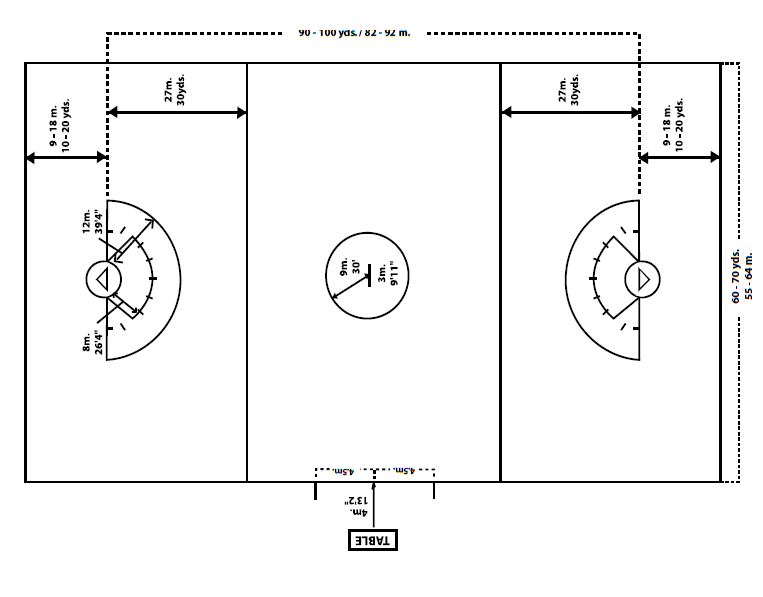 90 - 100 yds. / 82 - 92 m.
27m.
30yds.
27m.
30yds.
9 - 18 m.
10 - 20 yds.
9 - 18 m.
10 - 20 yds.
12m.
39'4"
9m.
30'
3m.
9'11"
60 - 70 yds.
55 - 64 m.
8m.
26'4"
4.5m.
4.5m.
4m.
13'2"
TABLE